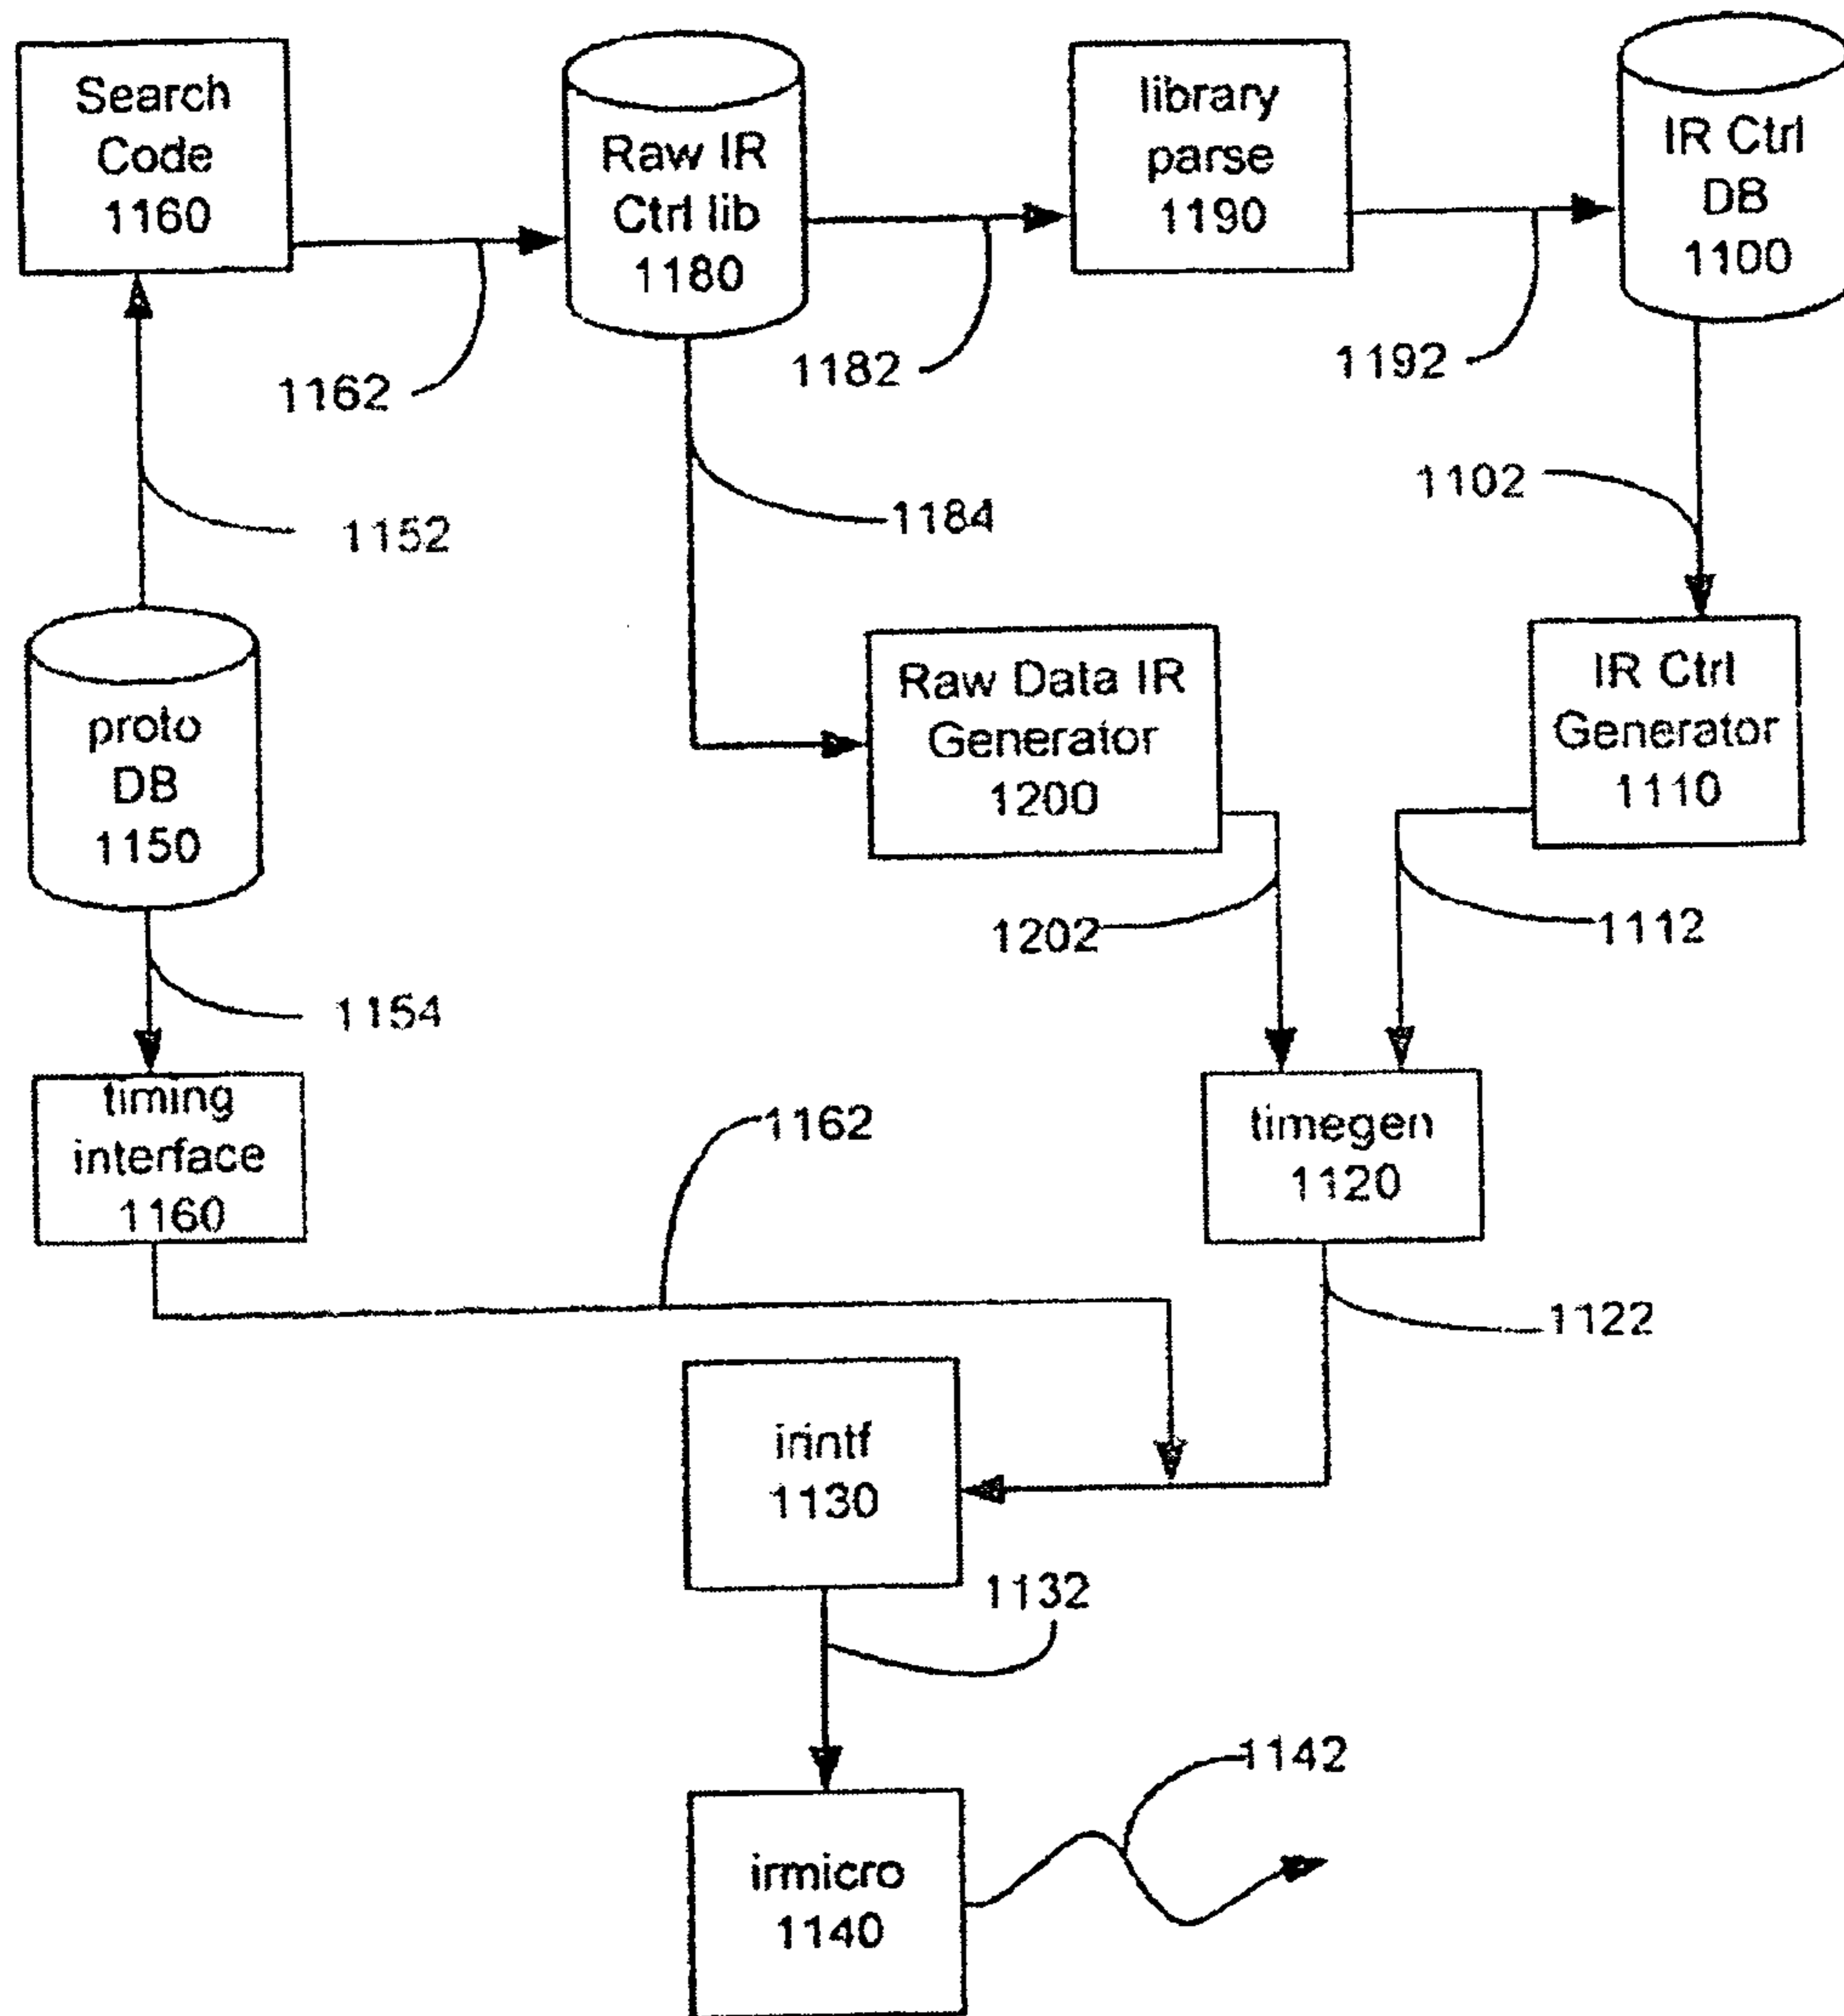 Search
Code
1160
Raw IR
Ctrl lib
1180
library
parse
1190
IR Ctrl
DB
1100
1162
1182
1192
1152
1184
1102
proto
DB
1150
Raw Data IR
Generator
1200
IR Ctrl
Generator
1110
1154
1202
1112
timing
interface
1160
1162
timegen
1120
1122
irintf
1130
1132
irmicro
1140
1142